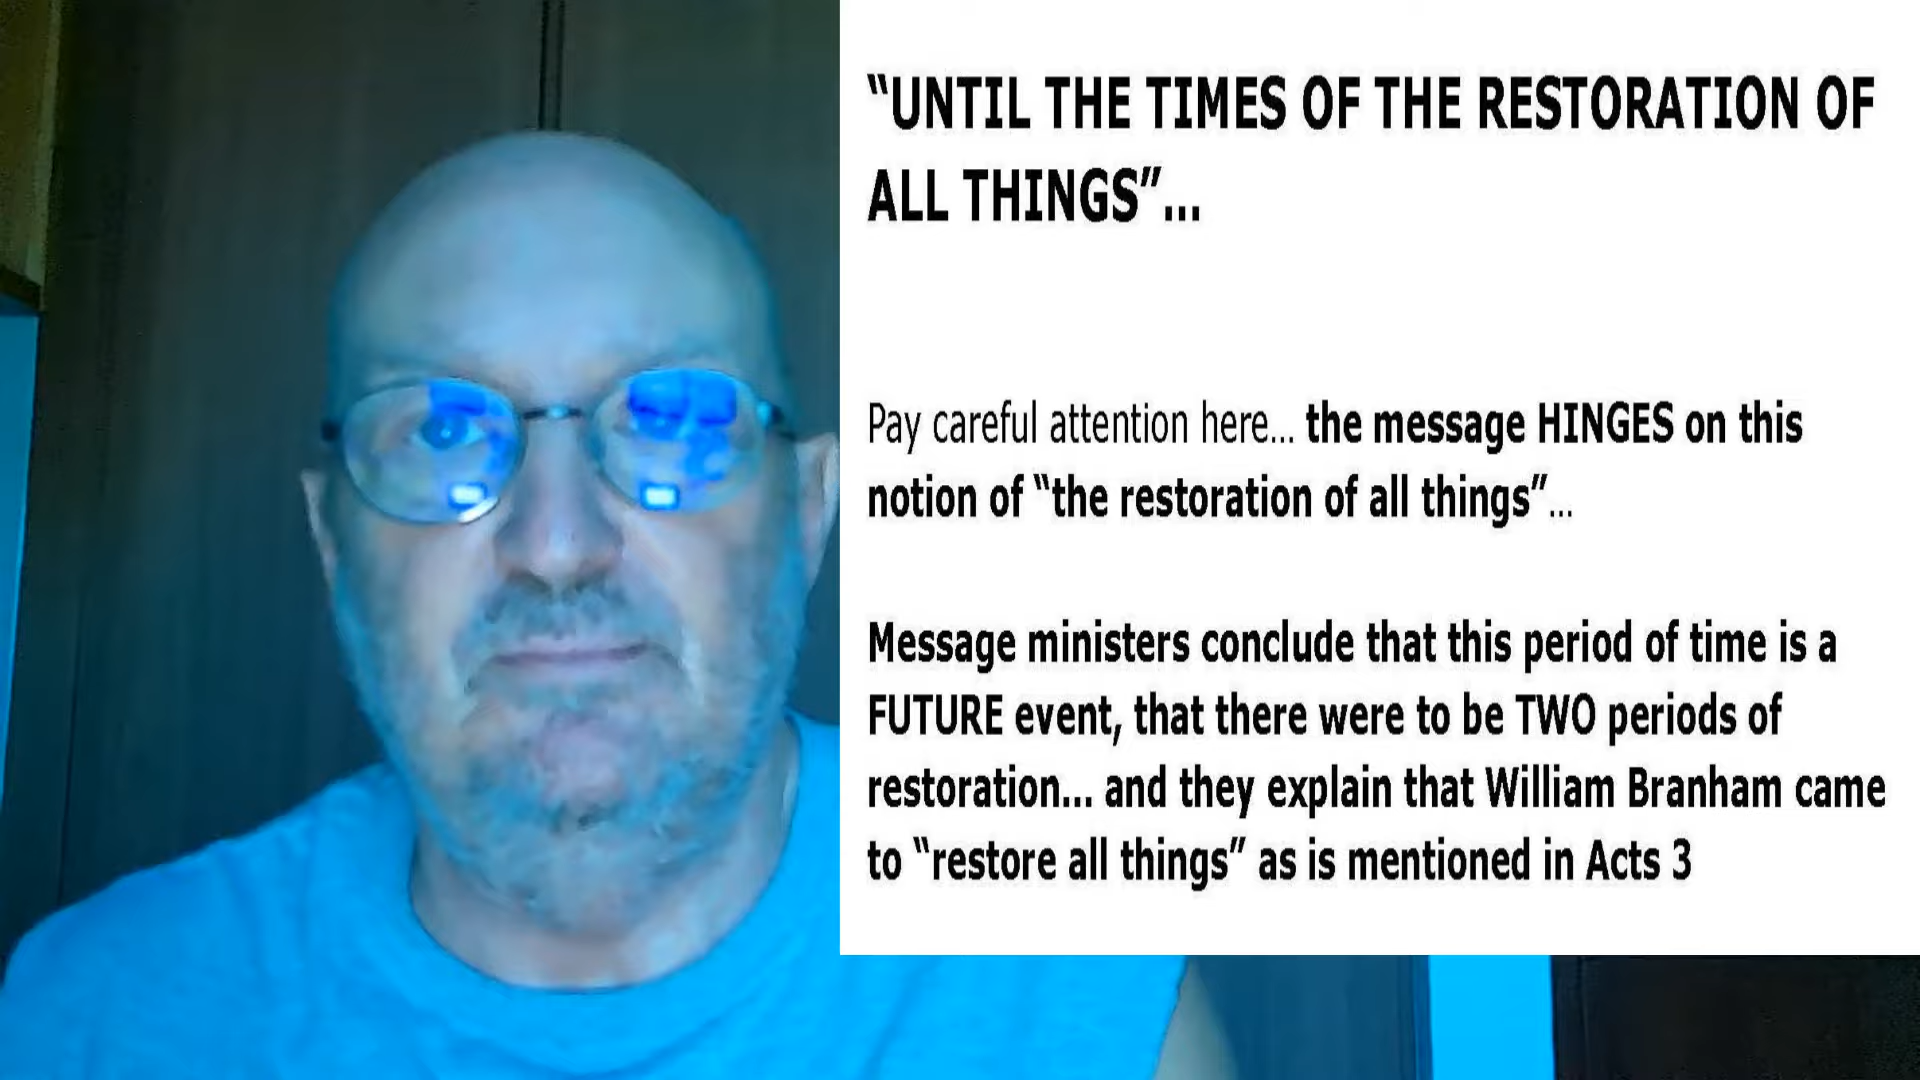 “UNTIL THE TIMES OF THE RESTORATION OF
ALL THINGS”...
Pay careful attention here... the message HINGES on this
notion of “the restoration of all things”...
Message ministers conclude that this period of time is a
FUTURE event, that there were to be TWO periods of
restoration... and they explain that William Branham came
to “restore all things” as is mentioned in Acts 3